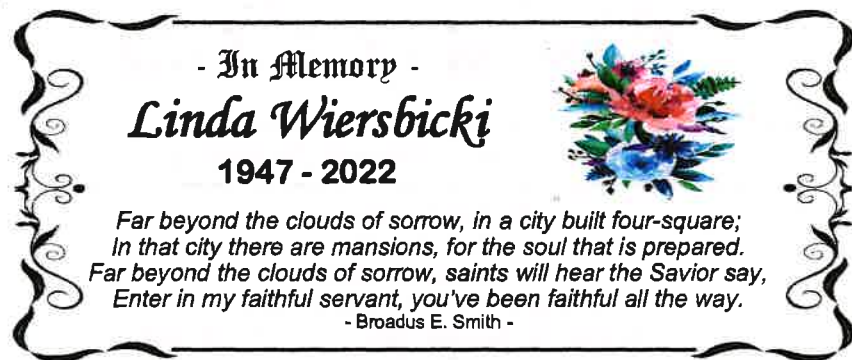 - In Memory -
Linda Wiersbicki
1947 - 2022
Far beyond the clouds of sorrow, in a city built four-square;
In that city there are mansions, for the soul that is prepared.
Far beyond the clouds of sorrow, saints will hear the Savior say,
Enter in my faithful servant, you've been faithful all the way.
- Broadus E. Smith -